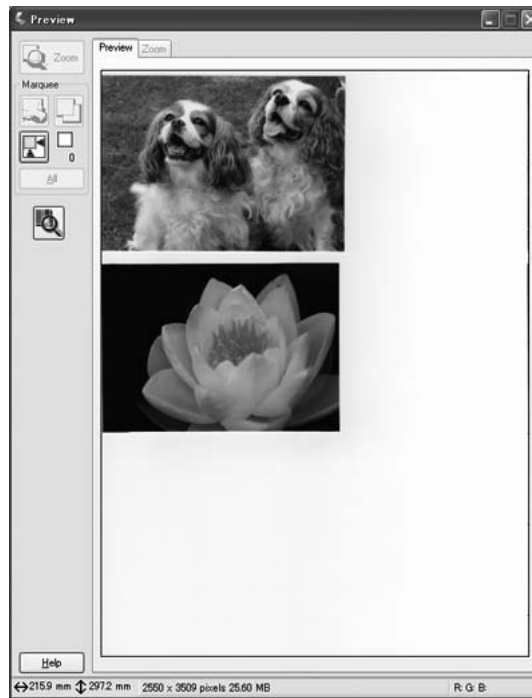 Preview
Zoom
Preview Zoom
Marquee
0
All
Help
215.9 mm 297.2 mm 2550 x 3509 pixels 25.60 MB R: G: B: